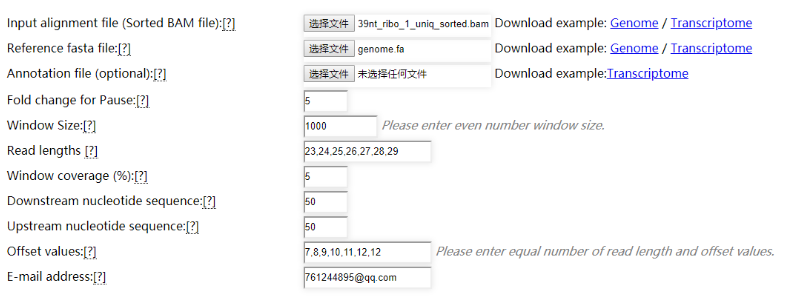 Input alignment file (Sorted BAM file):[?] 选择文件 39nt_ribo_1_uniq_sorted.bam Download example: Genome / Transcriptome
Reference fasta file:[?] 选择文件 genome.fa Download example: Genome / Transcriptome
Annotation file (optional):[?] 选择文件 未选择任何文件 Download example:Transcriptome
Fold change for Pause:[?] 5
Window Size:[?] 1000 Please enter even number window size.
Read lengths [?] 23,24,25,26,27,28,29
Window coverage (%):[?] 5
Downstream nucleotide sequence:[?] 50
Upstream nucleotide sequence:[?] 50
Offset values:[?] 7,8,9,10,11,12,12 Please enter equal number of read length and offset values.
E-mail address:[?] 761244895@qq.com